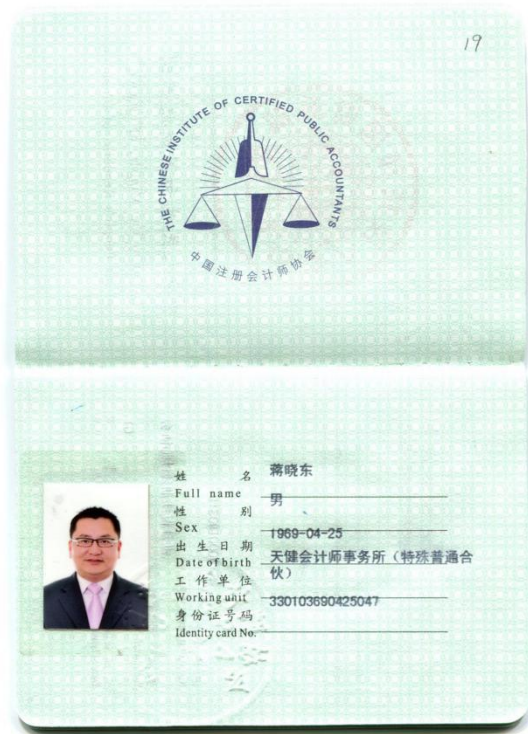 19
THE CHINESE INSTITUTE OF CERTIFIED PUBLIC ACCOUNTANTS
中国注册会计师协会
姓 名 蒋晓东
Full name
性 别 男
Sex
出生日期 1969-04-25
Date of birth
工作单位 天健会计师事务所（特殊普通合
伙）
Working unit
身份证号码 330103690425047
Identity card No.